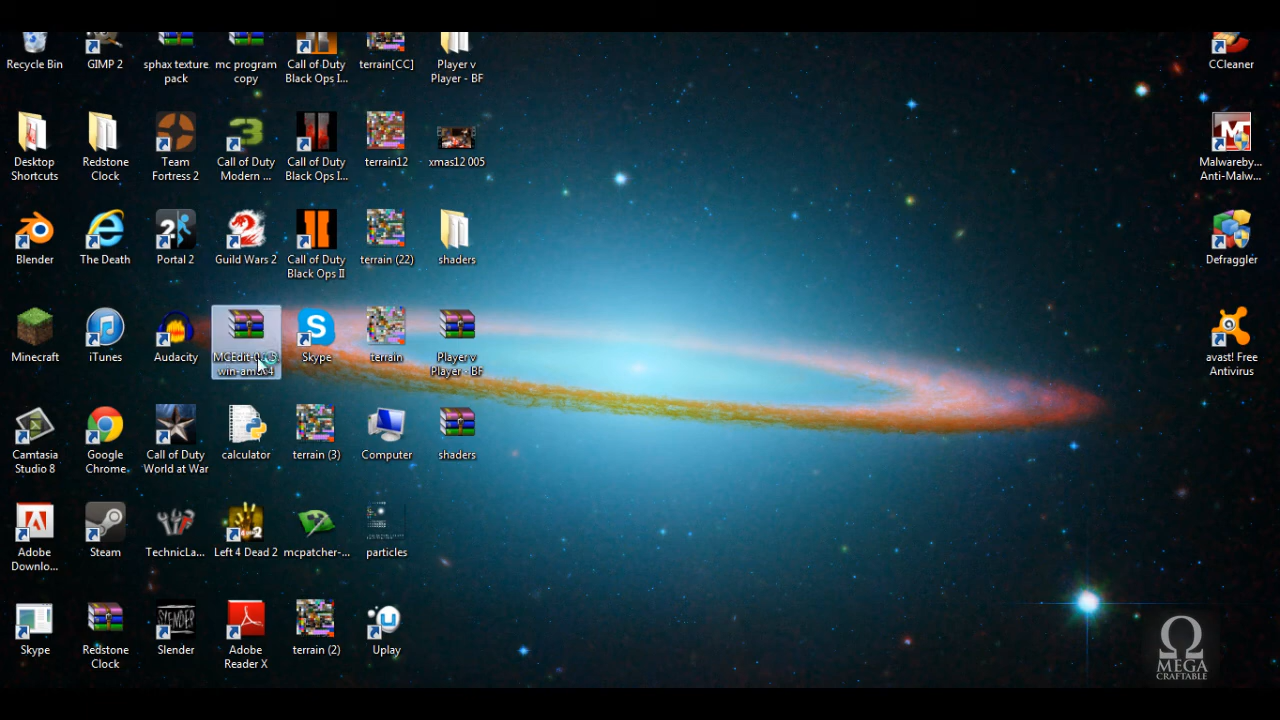 Recycle Bin
GIMP 2
sphax texture
pack
mc program
copy
Call of Duty
Black Ops I...
terrain[CC]
Player v
Player - BF
CCleaner
Desktop
Shortcuts
Redstone
Clock
Team
Fortress 2
Call of Duty
Modern ...
Call of Duty
Black Ops I...
terrain12
xmas12 005
Malwareby...
Anti-Malw...
Blender
The Death
Portal 2
Guild Wars 2
Call of Duty
Black Ops II
terrain (22)
shaders
Defraggler
Minecraft
iTunes
Audacity
Skype
terrain
Player v
Player - BF
avast! Free
Antivirus
Camtasia
Studio 8
Google
Chrome
Call of Duty
World at War
calculator
terrain (3)
Computer
shaders
Adobe
Downlo...
Steam
TechnicLa...
Left 4 Dead 2
mcpatcher-...
particles
Skype
Redstone
Clock
SLENDER
Slender
Adobe
Reader X
terrain (2)
Uplay
Ω
MEGA
CRAFTABLE